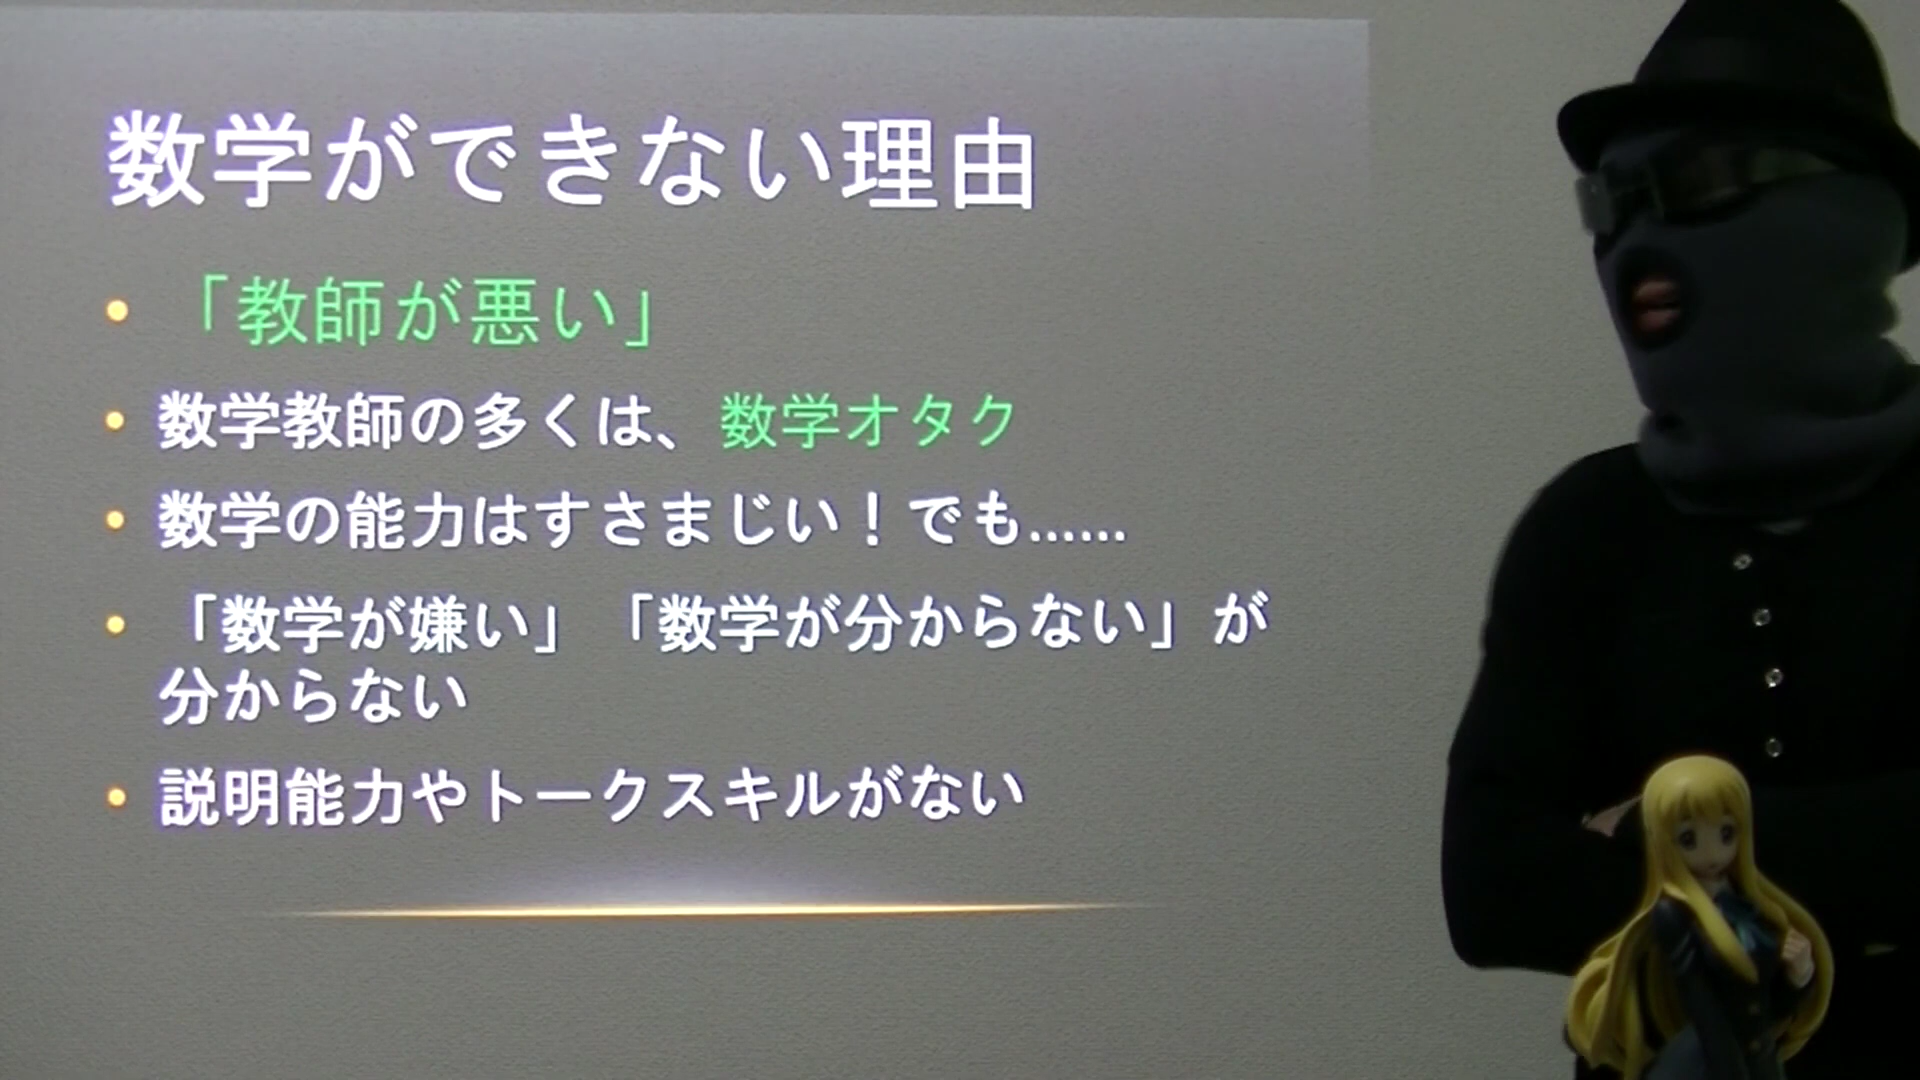 数学ができない理由
• 「教師が悪い」
• 数学教師の多くは、数学オタク
• 数学の能力はすさまじい！でも……
• 「数学が嫌い」「数学が分からない」が
分からない
• 説明能力やトークスキルがない